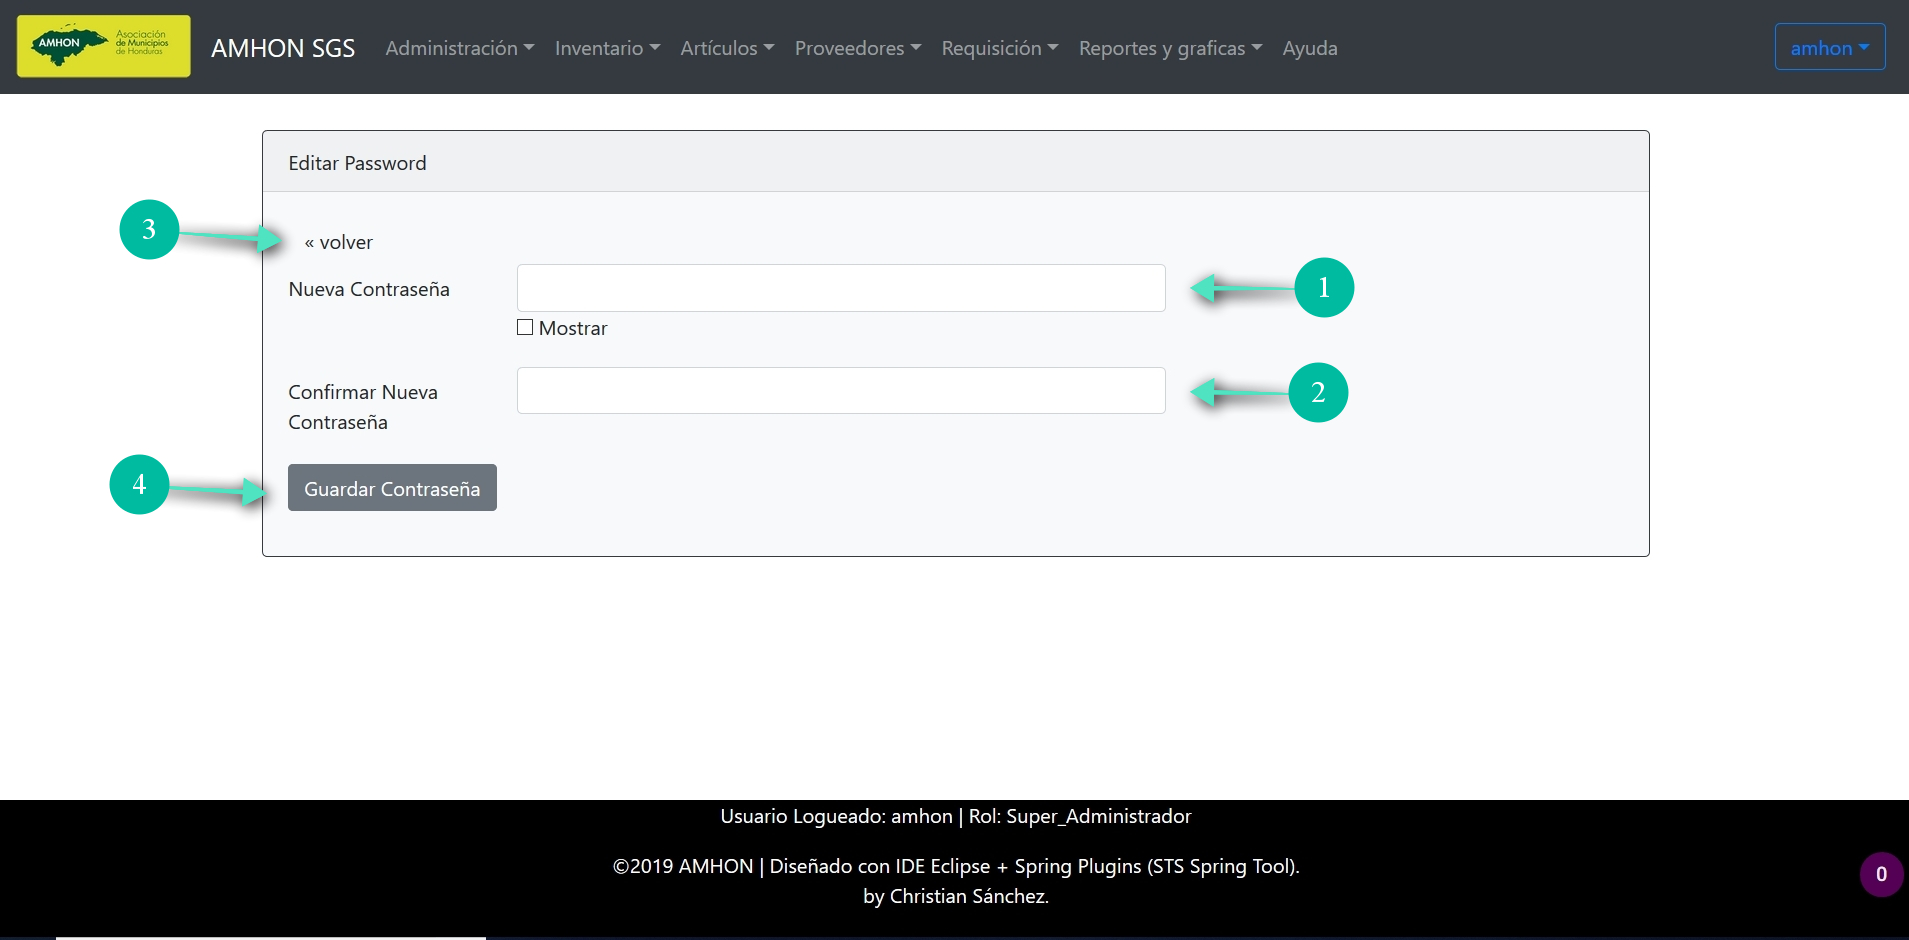 AMHON
Asociación
de Municipios
de Honduras
AMHON SGS
Administración
Inventario
Artículos
Proveedores
Requisición
Reportes y graficas
Ayuda
amhon
Editar Password
3
« volver
Nueva Contraseña
1
Mostrar
Confirmar Nueva
Contraseña
2
4
Guardar Contraseña
Usuario Logueado: amhon | Rol: Super_Administrador
©2019 AMHON | Diseñado con IDE Eclipse + Spring Plugins (STS Spring Tool).
by Christian Sánchez.
0